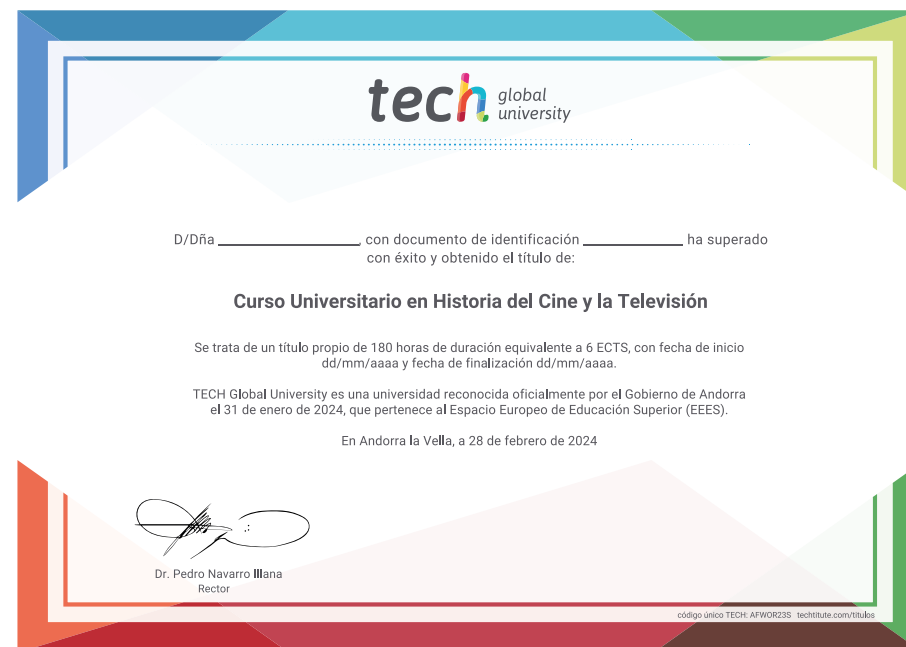 tech global university
D/Dña ____________________, con documento de identificación ______________ ha superado
con éxito y obtenido el título de:
Curso Universitario en Historia del Cine y la Televisión
Se trata de un título propio de 180 horas de duración equivalente a 6 ECTS, con fecha de inicio
dd/mm/aaaa y fecha de finalización dd/mm/aaaa.
TECH Global University es una universidad reconocida oficialmente por el Gobierno de Andorra
el 31 de enero de 2024, que pertenece al Espacio Europeo de Educación Superior (EEES).
En Andorra la Vella, a 28 de febrero de 2024
Dr. Pedro Navarro Illana
Rector
código único TECH: AFWOR23S techtitute.com/titulos